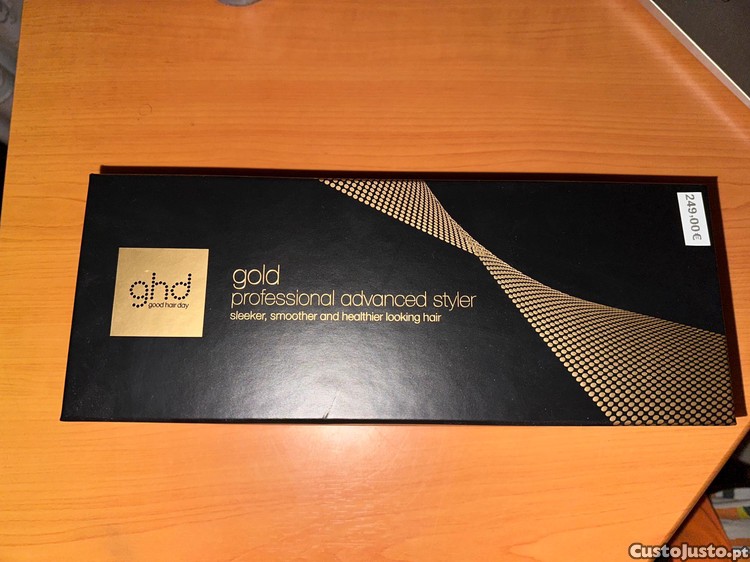 ghd
good hair day
gold
professional advanced styler
sleeker, smoother and healthier looking hair
249.00€
CustoJusto.pt